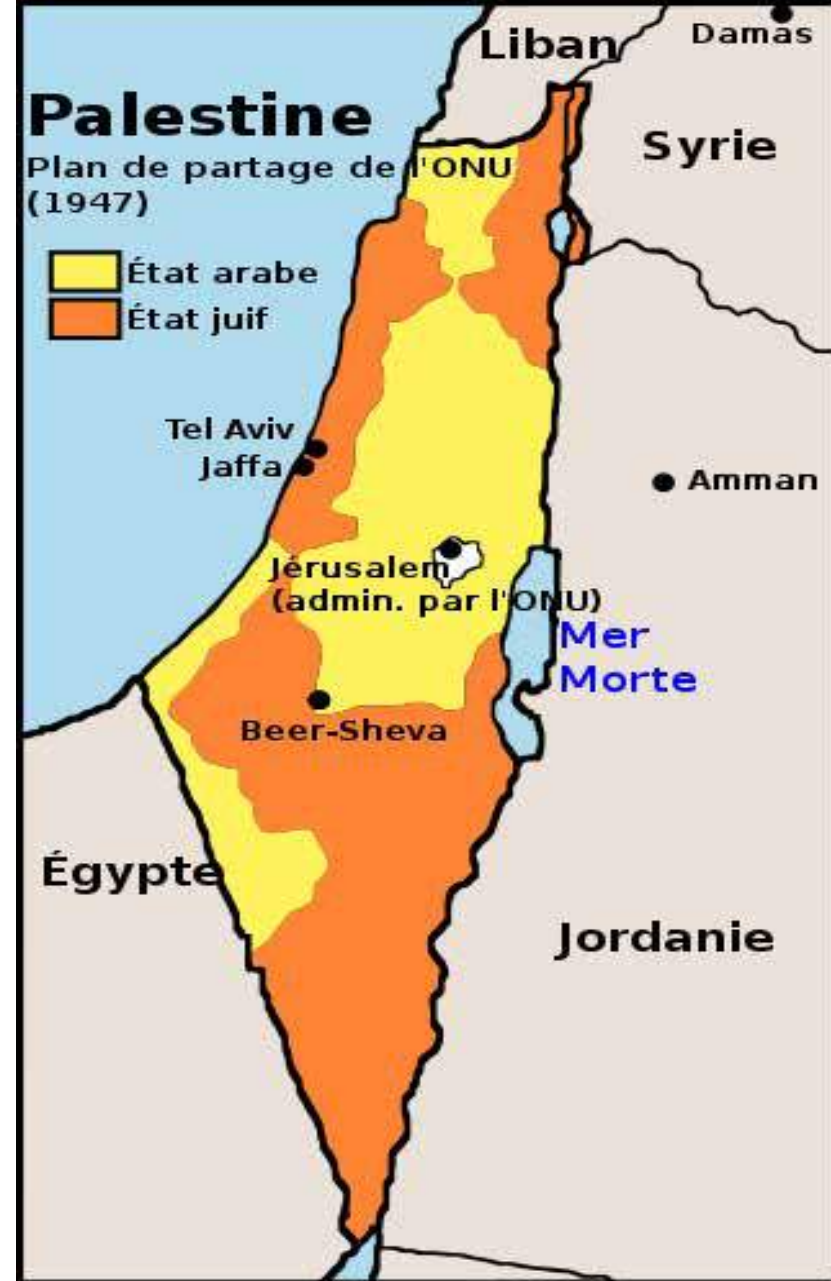 Liban
Damas
Palestine
Plan de partage de l'ONU
(1947)
Syrie
État arabe
État juif
Tel Aviv
Jaffa
Amman
Jérusalem
(admin. par l'ONU)
Mer
Morte
Beer-Sheva
Égypte
Jordanie